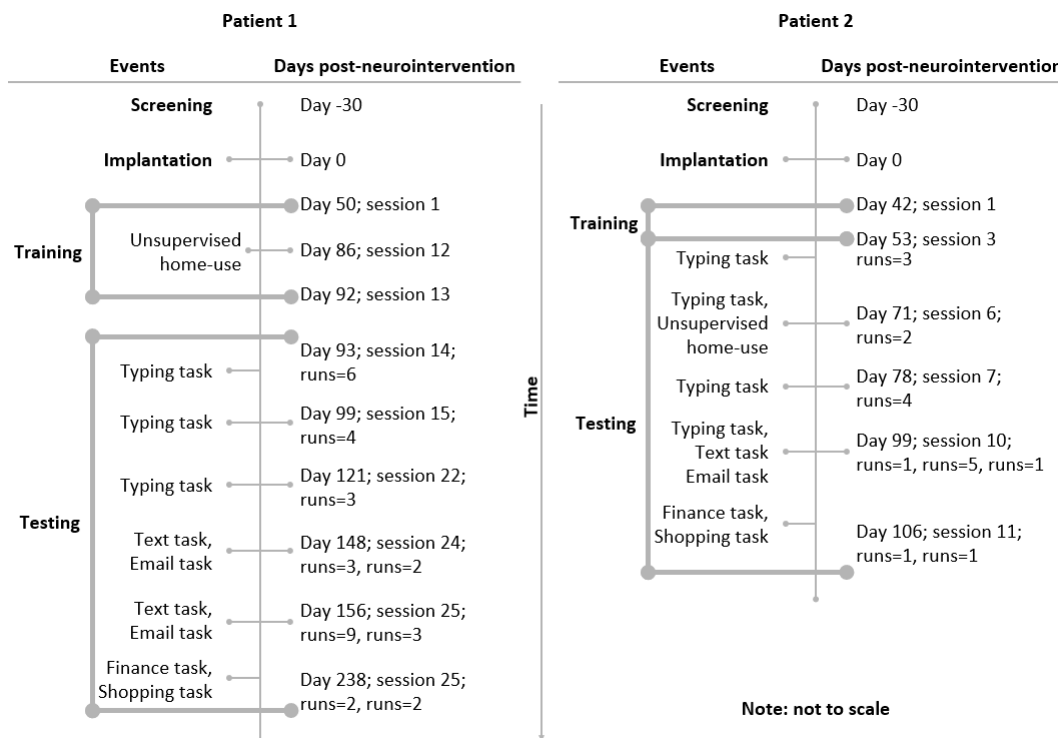 Patient 1
Events
Days post-neurointervention
Screening
Day -30
Implantation
Day 0
Training
Day 50; session 1
Unsupervised
home-use
Day 86; session 12
Day 92; session 13
Testing
Typing task
Day 93; session 14;
runs=6
Typing task
Day 99; session 15;
runs=4
Typing task
Day 121; session 22;
runs=3
Text task,
Email task
Day 148; session 24;
runs=3, runs=2
Text task,
Email task
Day 156; session 25;
runs=9, runs=3
Finance task,
Shopping task
Day 238; session 25;
runs=2, runs=2
Time
Patient 2
Events
Days post-neurointervention
Screening
Day -30
Implantation
Day 0
Training
Day 42; session 1
Day 53; session 3
runs=3
Testing
Typing task
Typing task,
Unsupervised
home-use
Day 71; session 6;
runs=2
Typing task
Day 78; session 7;
runs=4
Typing task,
Text task
Email task
Day 99; session 10;
runs=1, runs=5, runs=1
Finance task,
Shopping task
Day 106; session 11;
runs=1, runs=1
Note: not to scale